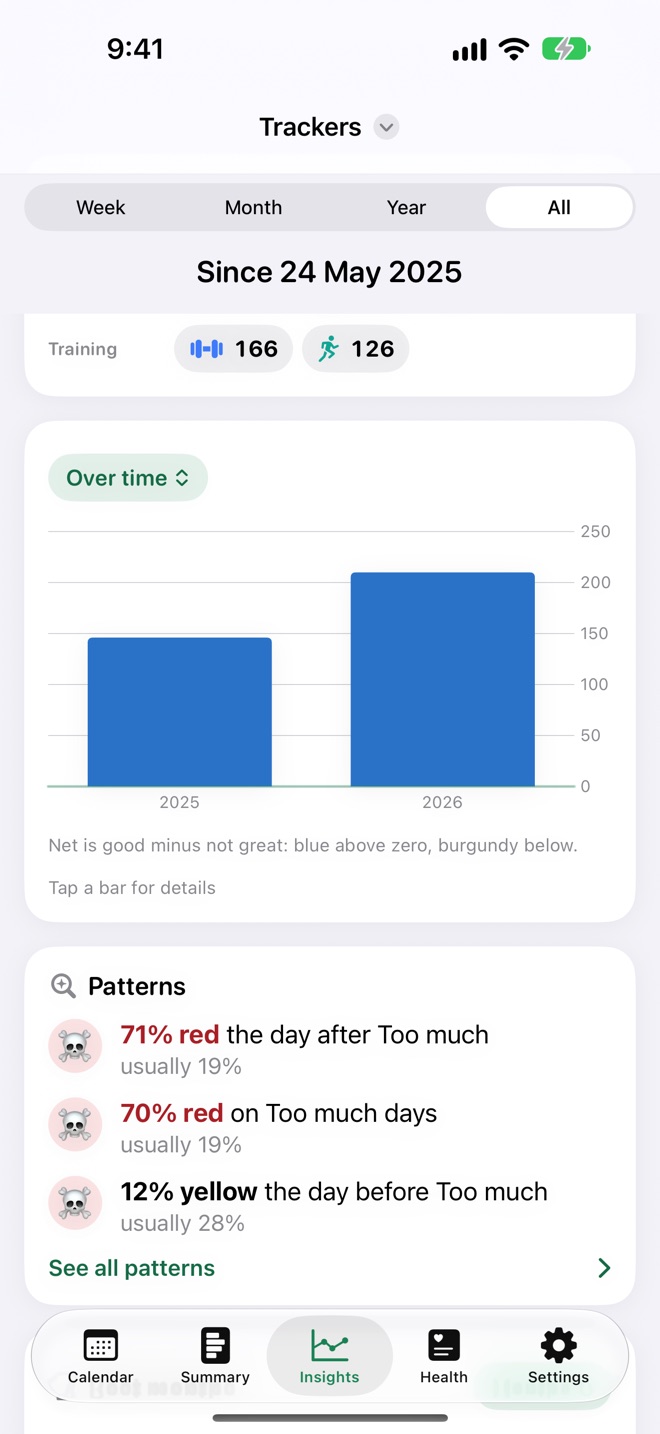 9:41
Trackers
Week Month Year All
Since 24 May 2025
Training 166 126
Over time
250
200
150
100
50
0
2025 2026
Net is good minus not great: blue above zero, burgundy below.
Tap a bar for details
Patterns
71% red the day after Too much
usually 19%
70% red on Too much days
usually 19%
12% yellow the day before Too much
usually 28%
See all patterns
Calendar Summary Insights Health Settings